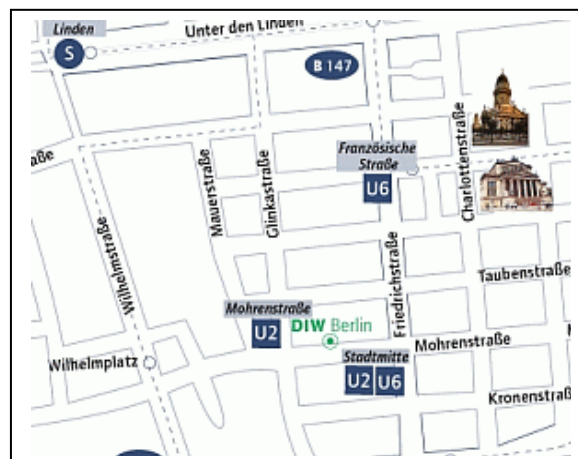 Linden
S
Unter den Linden
B 147
Französische
Straße
U6
aße
Mauerstraße
Glinkastraße
Charlottenstraße
Wilhelmstraße
Friedrichstraße
Taubenstraße
Mohrenstraße
U2
DIW Berlin
Mohrenstraße
Wilhelmplatz
Stadtmitte
U2 U6
Kronenstraße